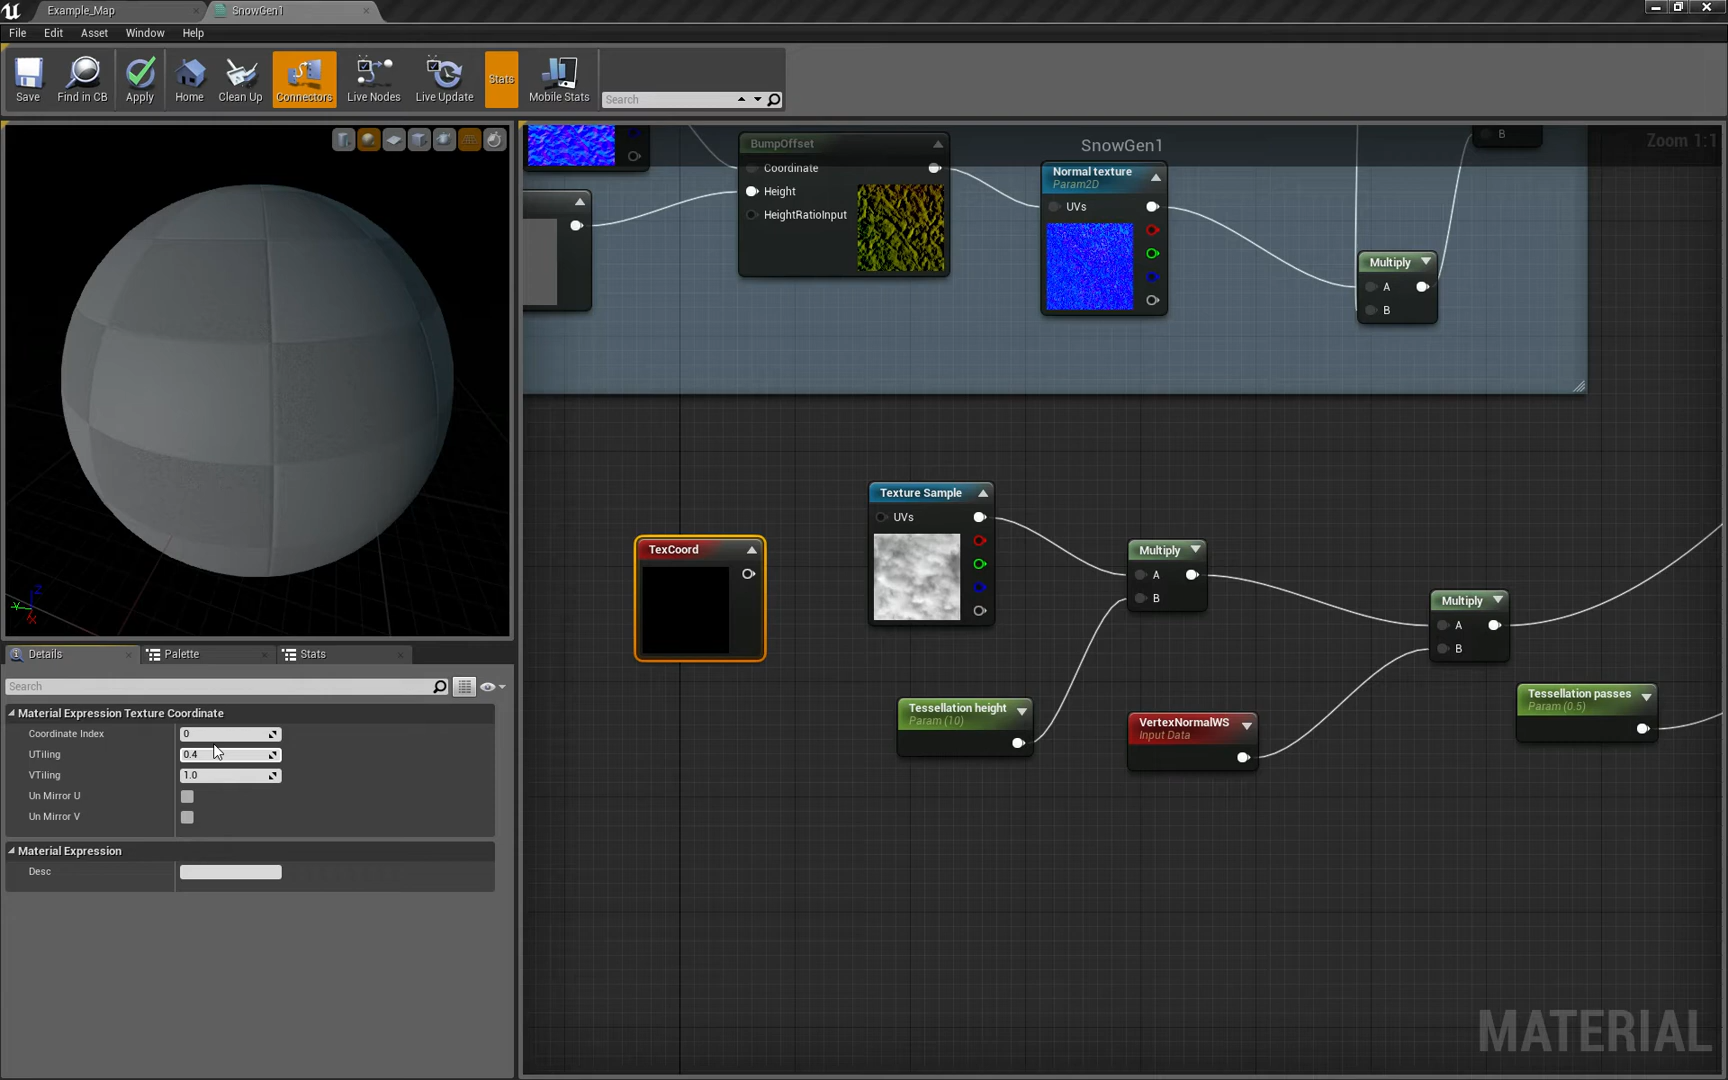 Example_Map
SnowGen1
File Edit Asset Window Help
Save
Find in CB
Apply
Home
Clean Up
Connectors
Live Nodes
Live Update
Stats
Mobile Stats
Search
Details
Palette
Stats
Search
Material Expression Texture Coordinate
Coordinate Index 0
UTiling 0.4
VTiling 1.0
Un Mirror U
Un Mirror V
Material Expression
Desc
SnowGen1
Zoom 1:1
BumpOffset
Coordinate
Height
HeightRatioInput
Normal texture
Param2D
UVs
B
Multiply
A
B
Texture Sample
UVs
TexCoord
Multiply
A
B
Multiply
A
B
Tessellation height
Param (10)
VertexNormalWS
Input Data
Tessellation passes
Param (0.5)
MATERIAL
Z
Y
X